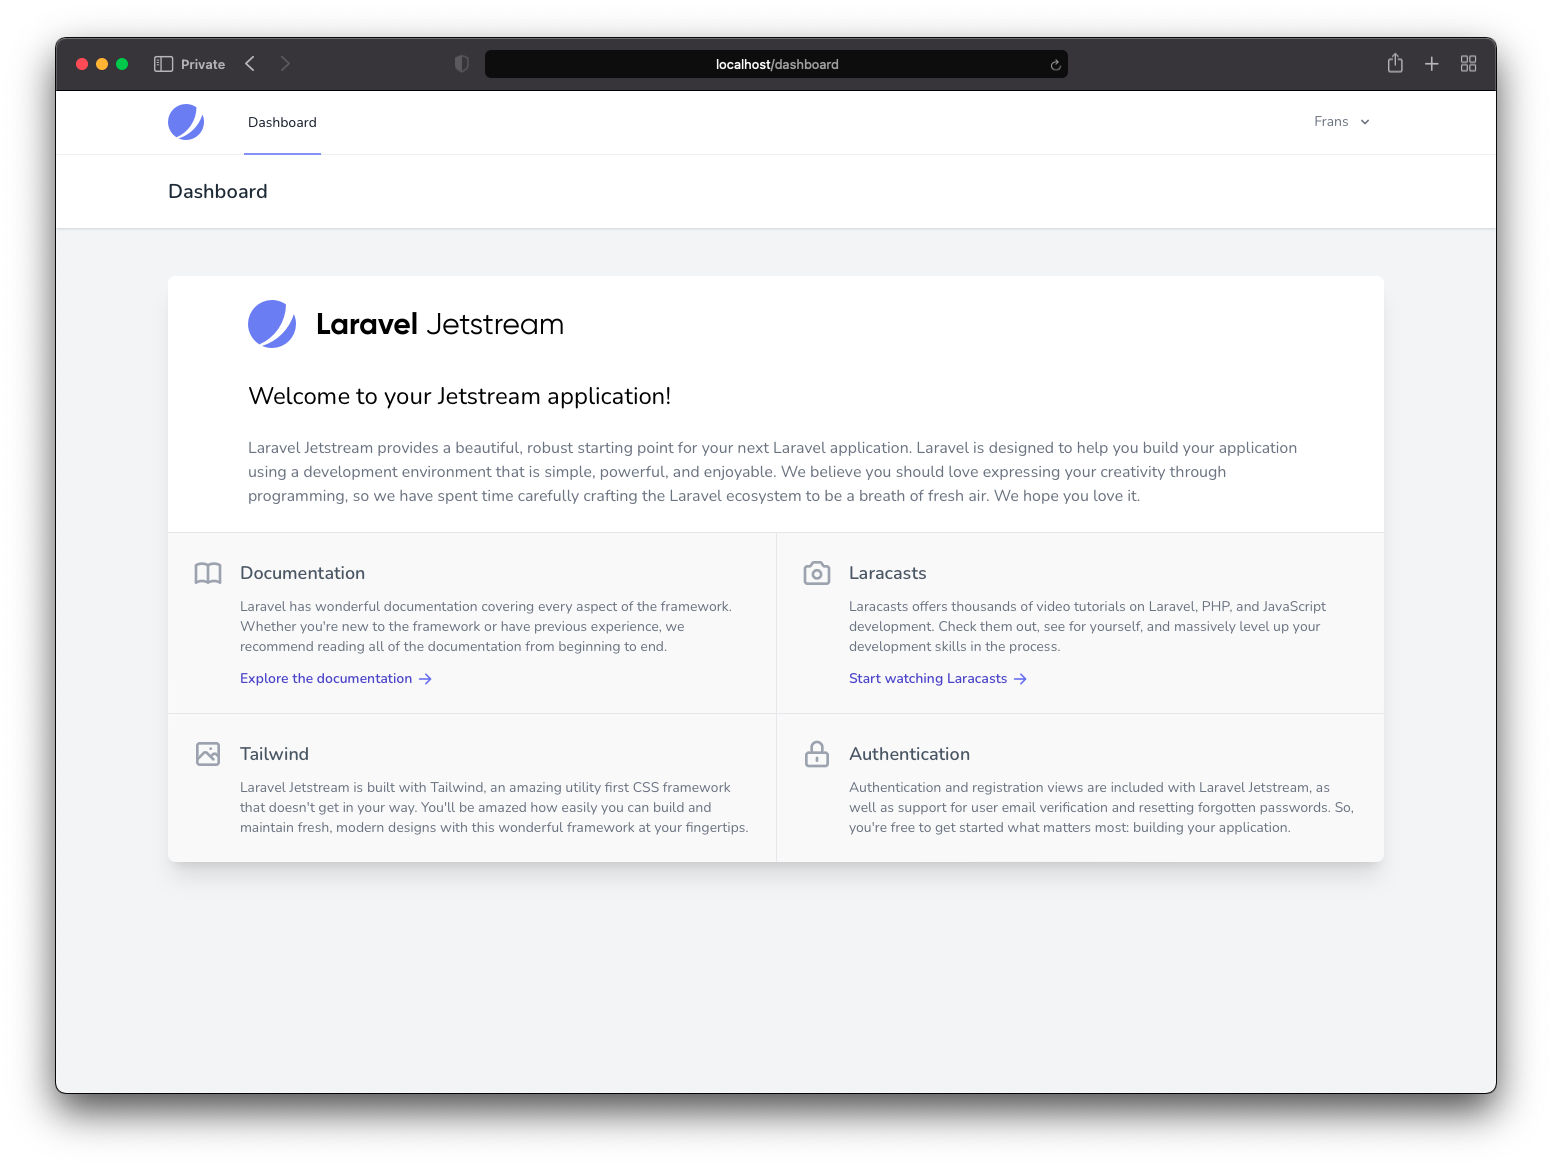 Private
localhost/dashboard
Dashboard
Frans
Dashboard
Laravel Jetstream
Welcome to your Jetstream application!
Laravel Jetstream provides a beautiful, robust starting point for your next Laravel application. Laravel is designed to help you build your application
using a development environment that is simple, powerful, and enjoyable. We believe you should love expressing your creativity through
programming, so we have spent time carefully crafting the Laravel ecosystem to be a breath of fresh air. We hope you love it.
Documentation
Laravel has wonderful documentation covering every aspect of the framework.
Whether you're new to the framework or have previous experience, we
recommend reading all of the documentation from beginning to end.
Explore the documentation
Laracasts
Laracasts offers thousands of video tutorials on Laravel, PHP, and JavaScript
development. Check them out, see for yourself, and massively level up your
development skills in the process.
Start watching Laracasts
Tailwind
Laravel Jetstream is built with Tailwind, an amazing utility first CSS framework
that doesn't get in your way. You'll be amazed how easily you can build and
maintain fresh, modern designs with this wonderful framework at your fingertips.
Authentication
Authentication and registration views are included with Laravel Jetstream, as
well as support for user email verification and resetting forgotten passwords. So,
you're free to get started what matters most: building your application.